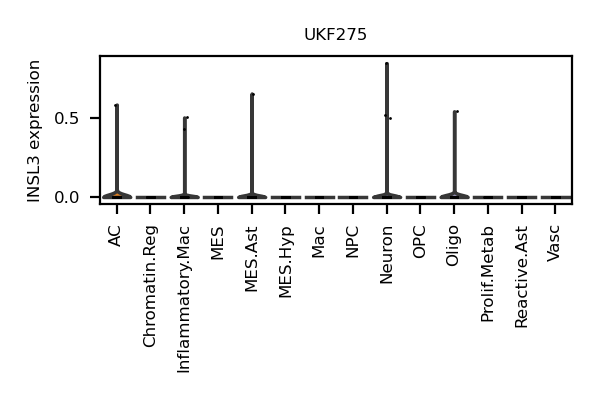 UKF275
INSL3 expression
0.5
0.0
AC
Chromatin.Reg
Inflammatory.Mac
MES
MES.Ast
MES.Hyp
Mac
NPC
Neuron
OPC
Oligo
Prolif.Metab
Reactive.Ast
Vasc